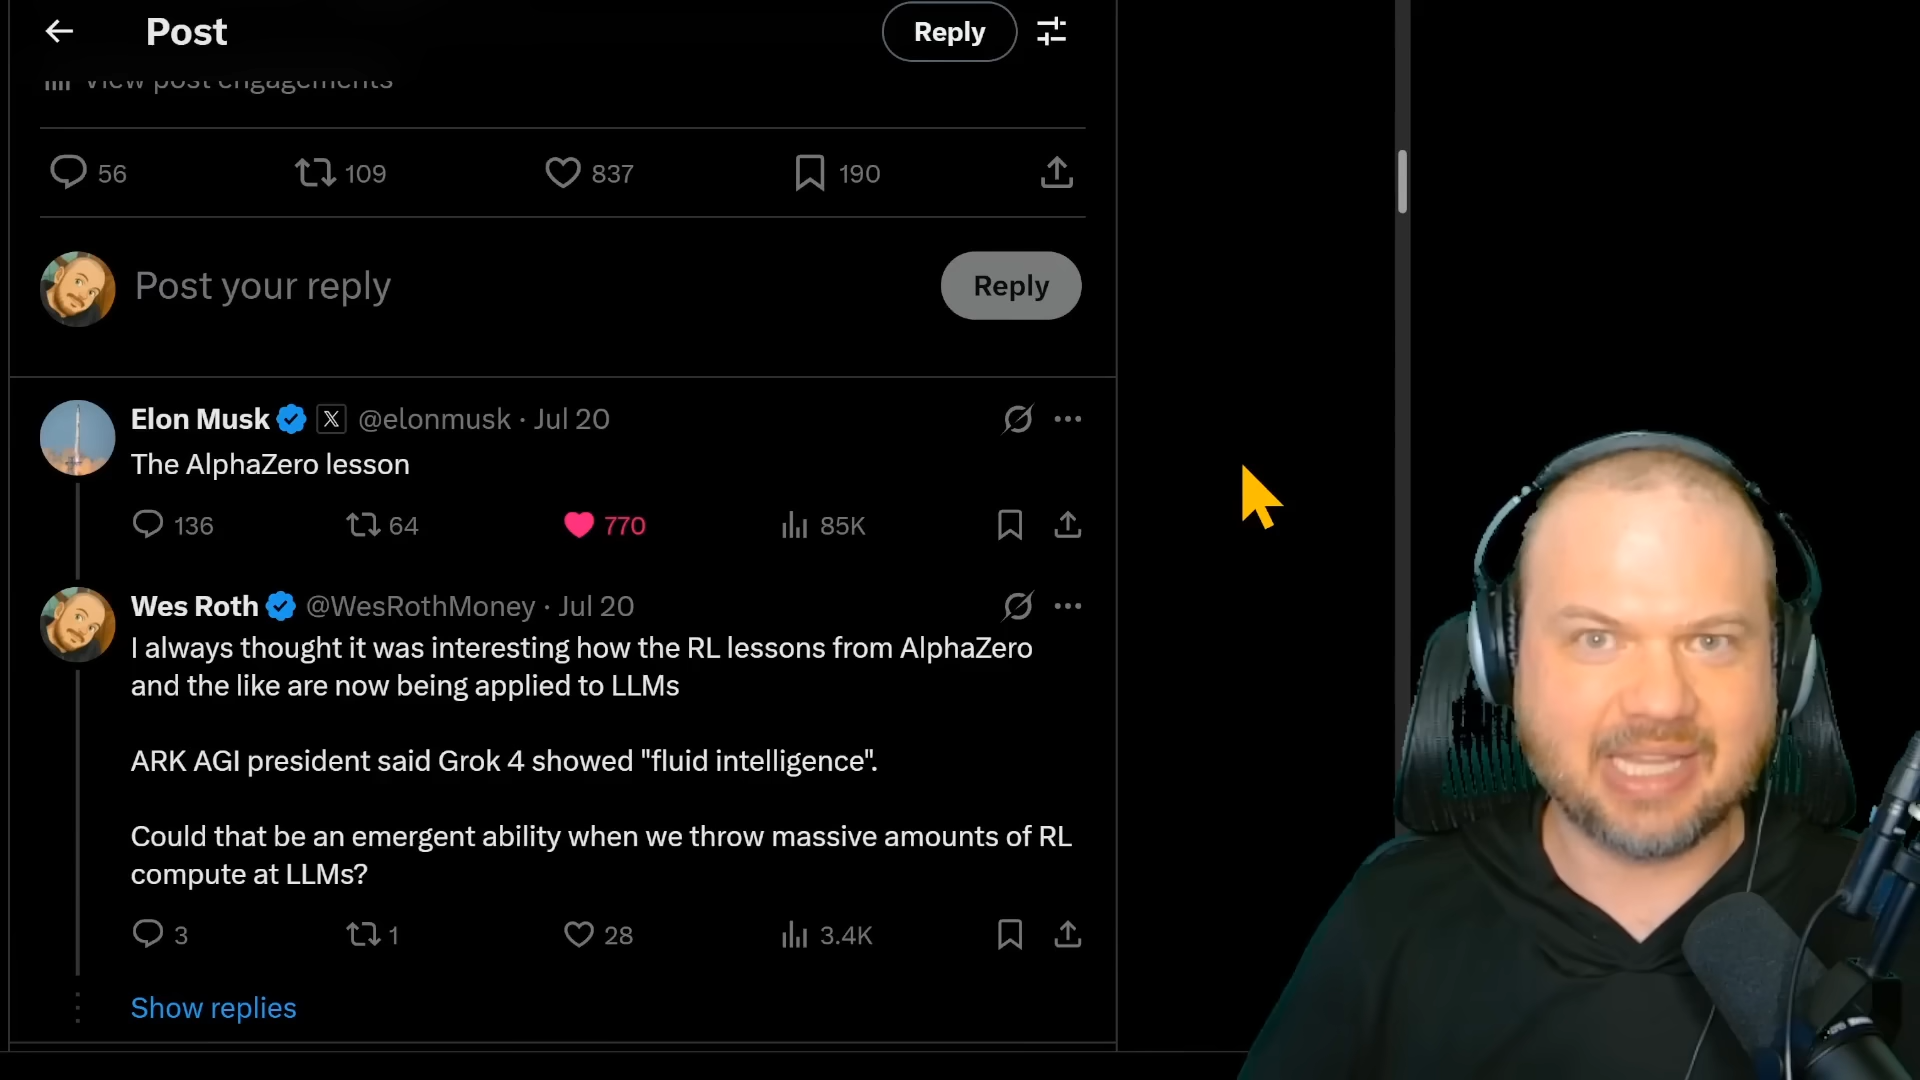 Post
Reply
View post engagements
56
109
837
190
Post your reply
Reply
Elon Musk @elonmusk · Jul 20
The AlphaZero lesson
136
64
770
85K
Wes Roth @WesRothMoney · Jul 20
I always thought it was interesting how the RL lessons from AlphaZero
and the like are now being applied to LLMs
ARK AGI president said Grok 4 showed "fluid intelligence".
Could that be an emergent ability when we throw massive amounts of RL
compute at LLMs?
3
1
28
3.4K
Show replies